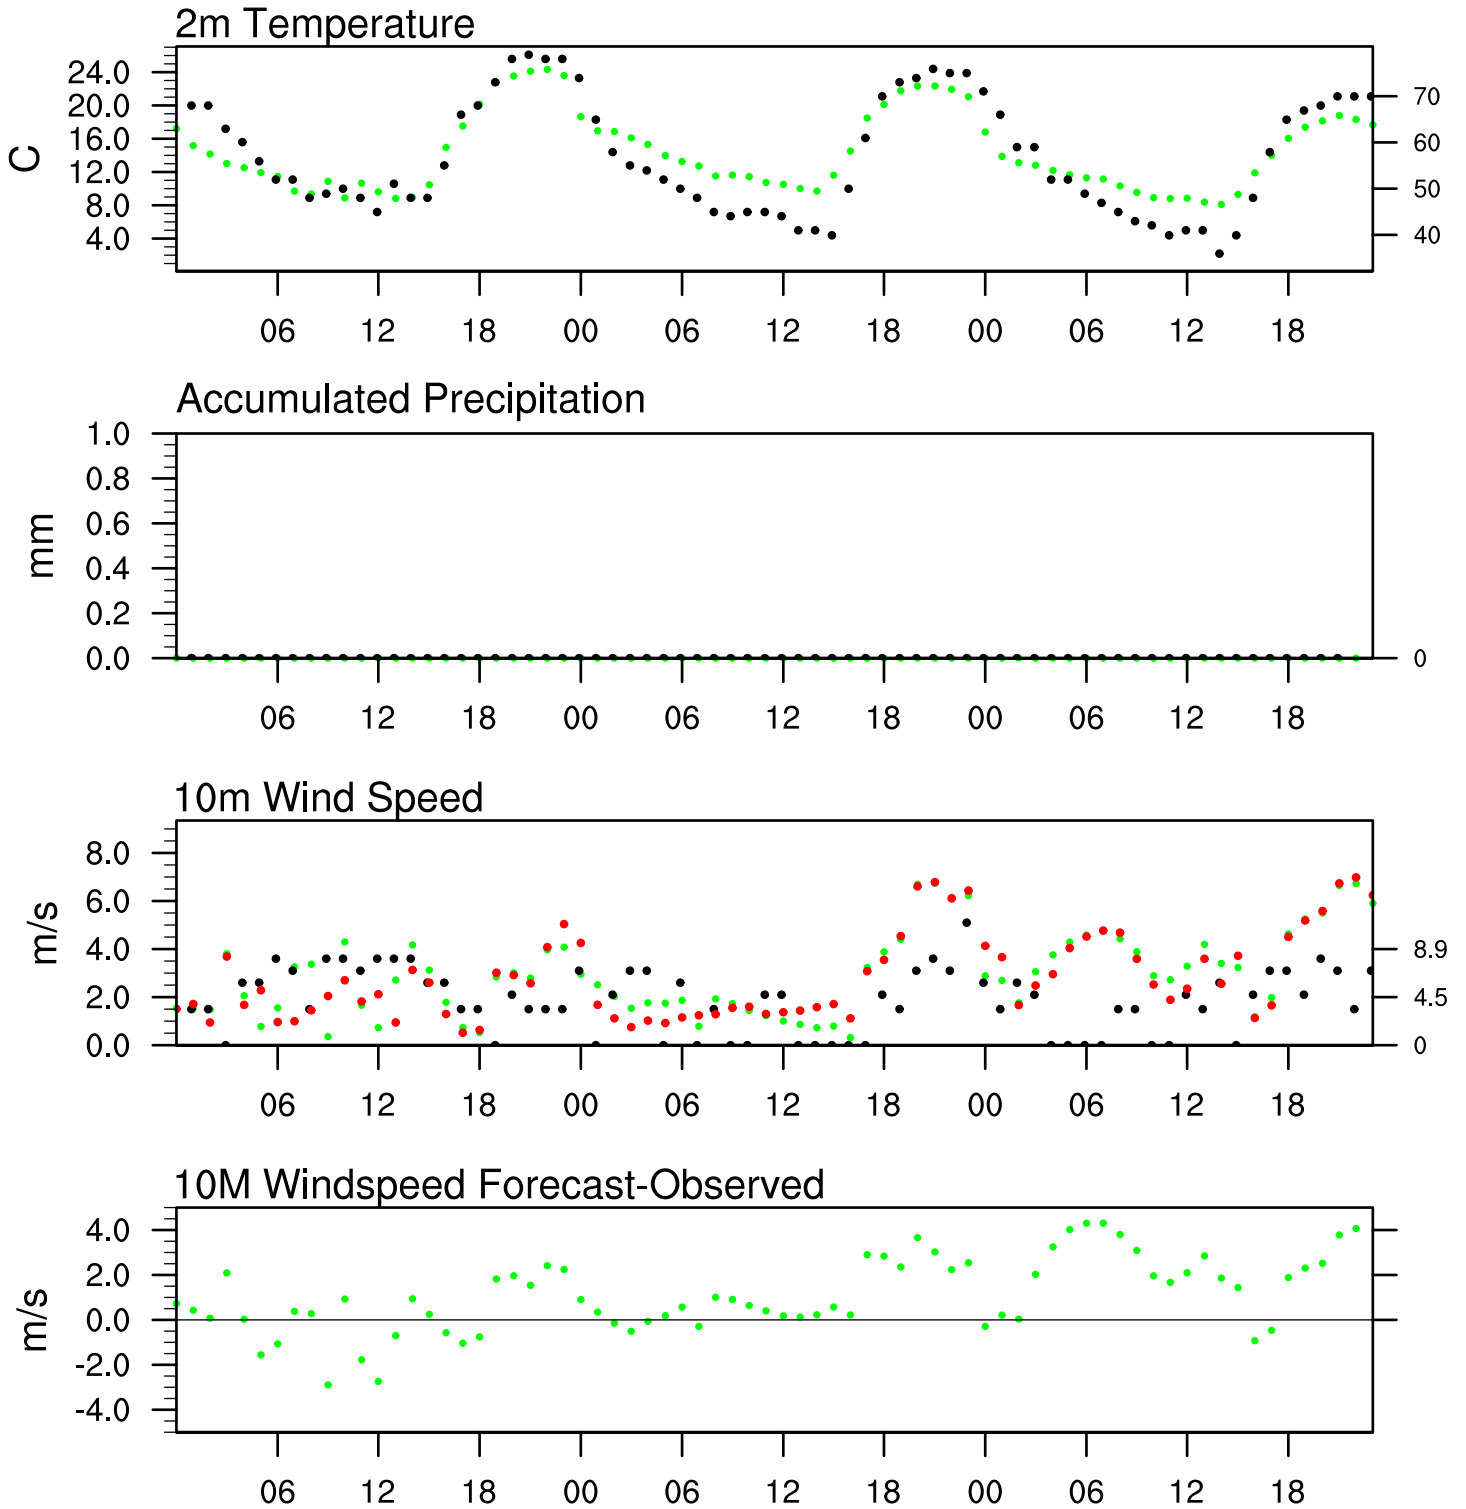 2m Temperature
24.0
20.0
16.0
12.0
8.0
4.0
C
70
60
50
40
06 12 18 00 06 12 18 00 06 12 18
Accumulated Precipitation
1.0
0.8
0.6
0.4
0.2
0.0
mm
0
06 12 18 00 06 12 18 00 06 12 18
10m Wind Speed
8.0
6.0
4.0
2.0
0.0
m/s
8.9
4.5
0
06 12 18 00 06 12 18 00 06 12 18
10M Windspeed Forecast-Observed
4.0
2.0
0.0
-2.0
-4.0
m/s
06 12 18 00 06 12 18 00 06 12 18